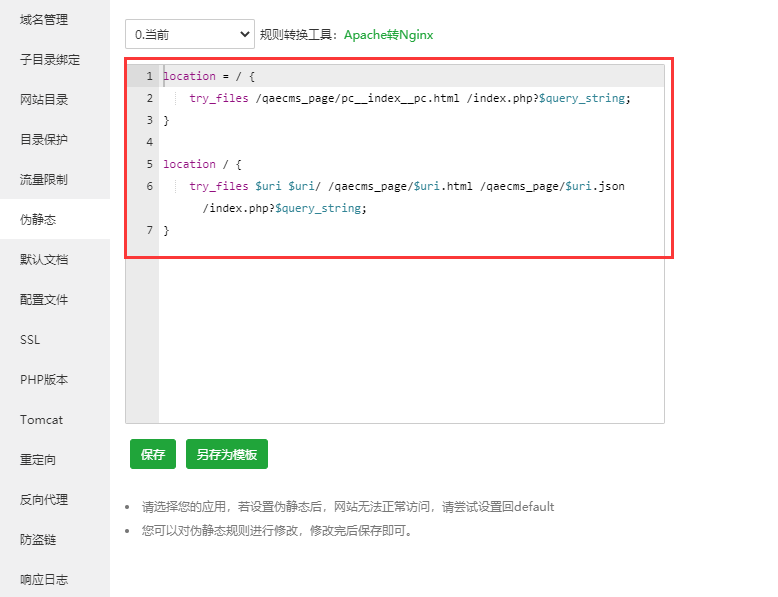 域名管理
子目录绑定
网站目录
目录保护
流量限制
伪静态
默认文档
配置文件
SSL
PHP版本
Tomcat
重定向
反向代理
防盗链
响应日志
0.当前
规则转换工具：Apache转Nginx
1 location = / {
2 try_files /qaecms_page/pc__index__pc.html /index.php?$query_string;
3 }
4
5 location / {
6 try_files $uri $uri/ /qaecms_page/$uri.html /qaecms_page/$uri.json
/index.php?$query_string;
7 }
保存
另存为模板
请选择您的应用，若设置伪静态后，网站无法正常访问，请尝试设置回default
您可以对伪静态规则进行修改，修改完后保存即可。